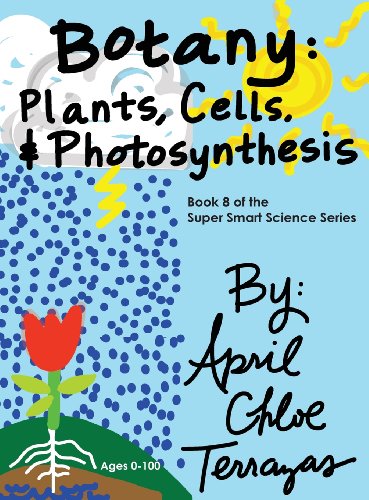 Botany:
Plants, Cells,
& Photosynthesis
Book 8 of the
Super Smart Science Series
By:
April
Chloe
Terrazas
Ages 0-100